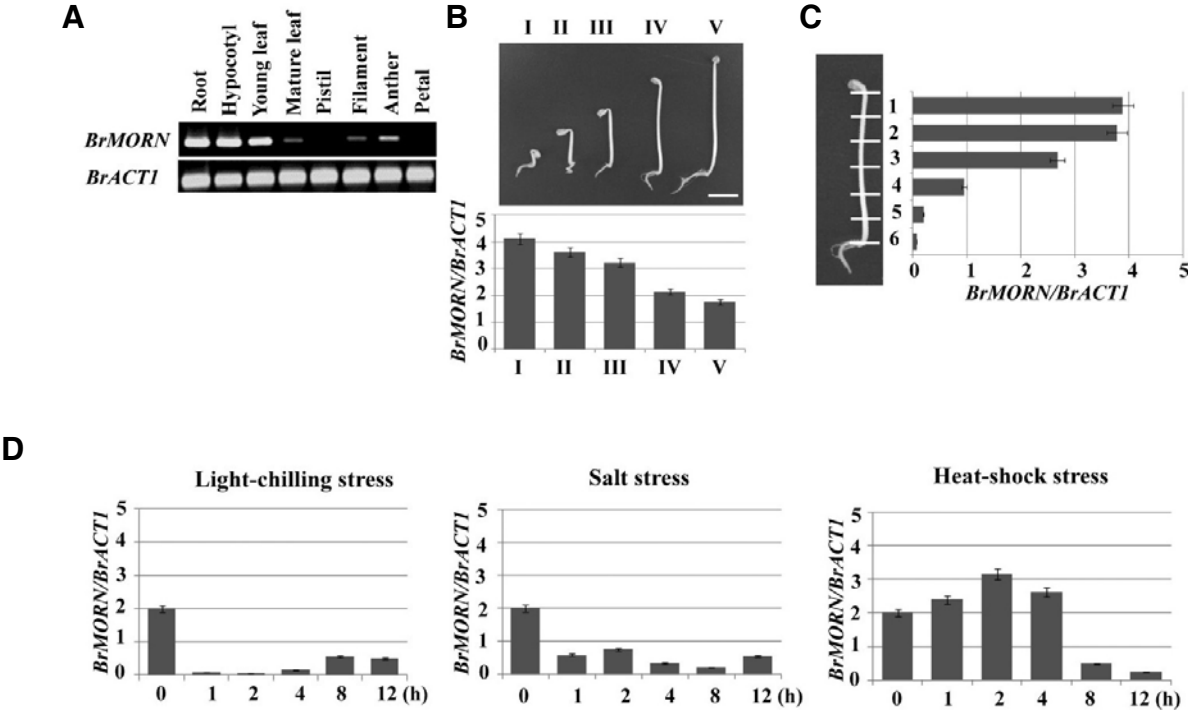 A
Root
Hypocotyl
Young leaf
Mature leaf
Pistil
Filament
Anther
Petal
BrMORN
BrACT1
B
I II III IV V
BrMORN/BrACT1
5
4
3
2
1
0
I II III IV V
C
1
2
3
4
5
6
0 1 2 3 4 5
BrMORN/BrACT1
D
Light-chilling stress
BrMORN/BrACT1
5
4
3
2
1
0
0 1 2 4 8 12 (h)
Salt stress
BrMORN/BrACT1
5
4
3
2
1
0
0 1 2 4 8 12 (h)
Heat-shock stress
BrMORN/BrACT1
5
4
3
2
1
0
0 1 2 4 8 12 (h)